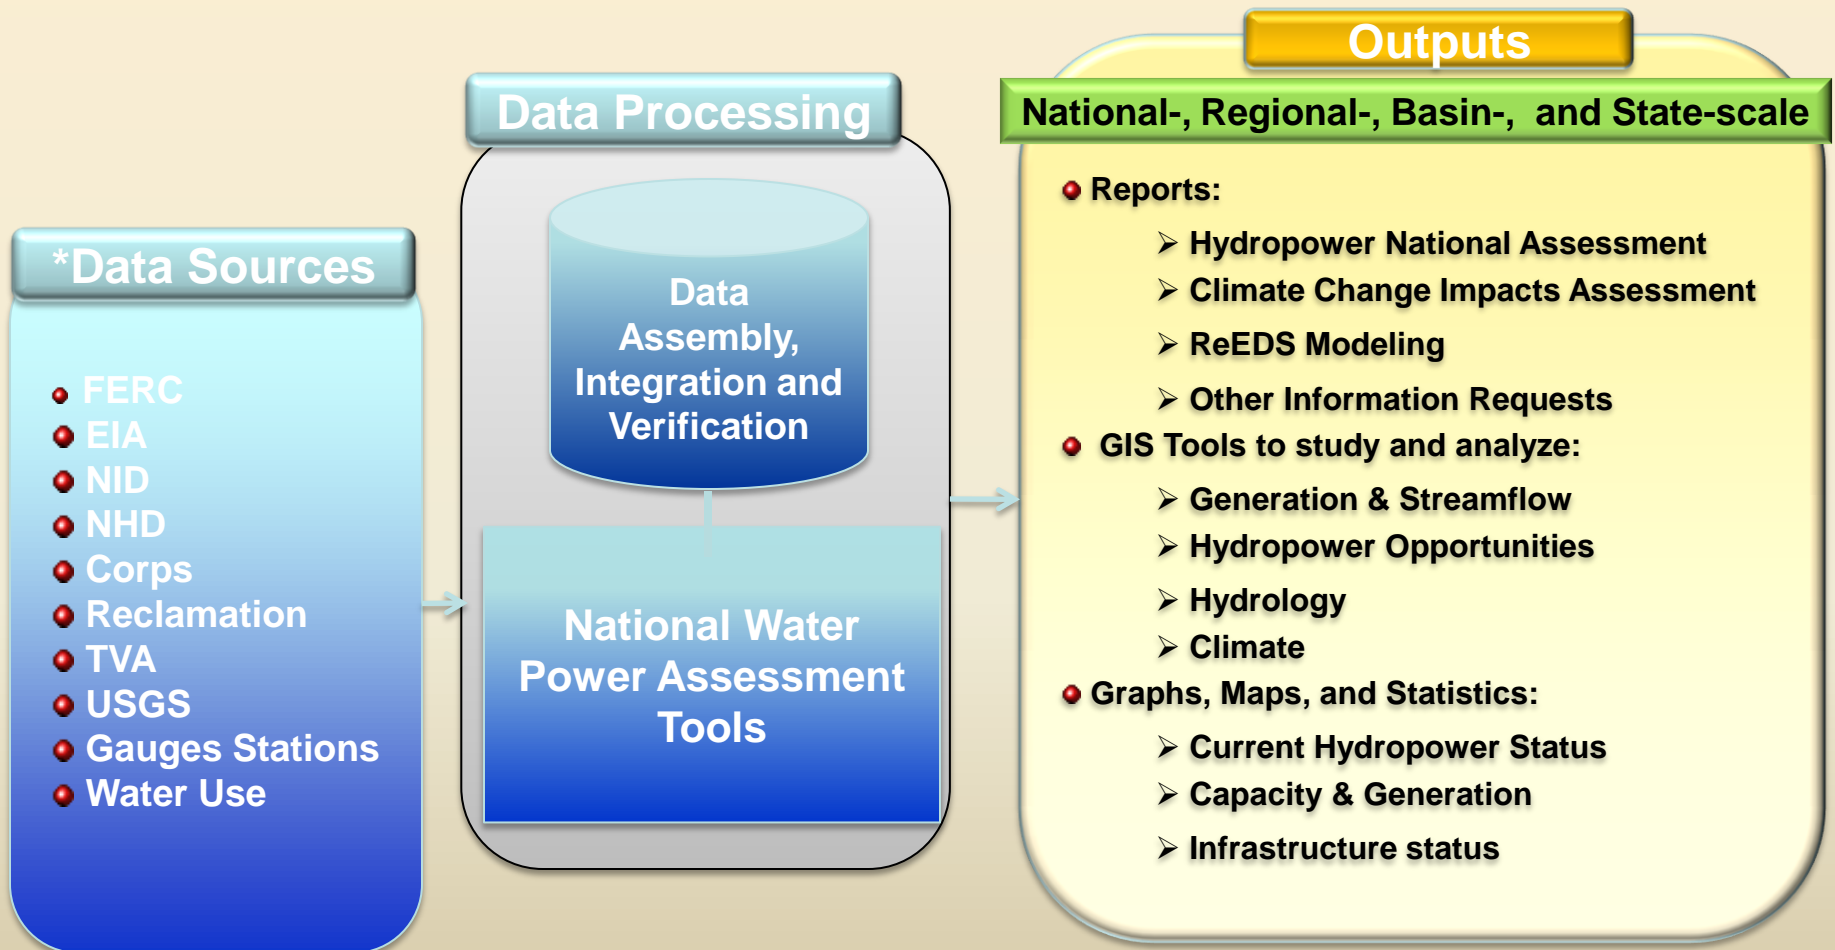 *Data Sources
FERC
EIA
NID
NHD
Corps
Reclamation
TVA
USGS
Gauges Stations
Water Use
Data Processing
Data
Assembly,
Integration and
Verification
National Water
Power Assessment
Tools
Outputs
National-, Regional-, Basin-, and State-scale
Reports:
Hydropower National Assessment
Climate Change Impacts Assessment
ReEDS Modeling
Other Information Requests
GIS Tools to study and analyze:
Generation & Streamflow
Hydropower Opportunities
Hydrology
Climate
Graphs, Maps, and Statistics:
Current Hydropower Status
Capacity & Generation
Infrastructure status